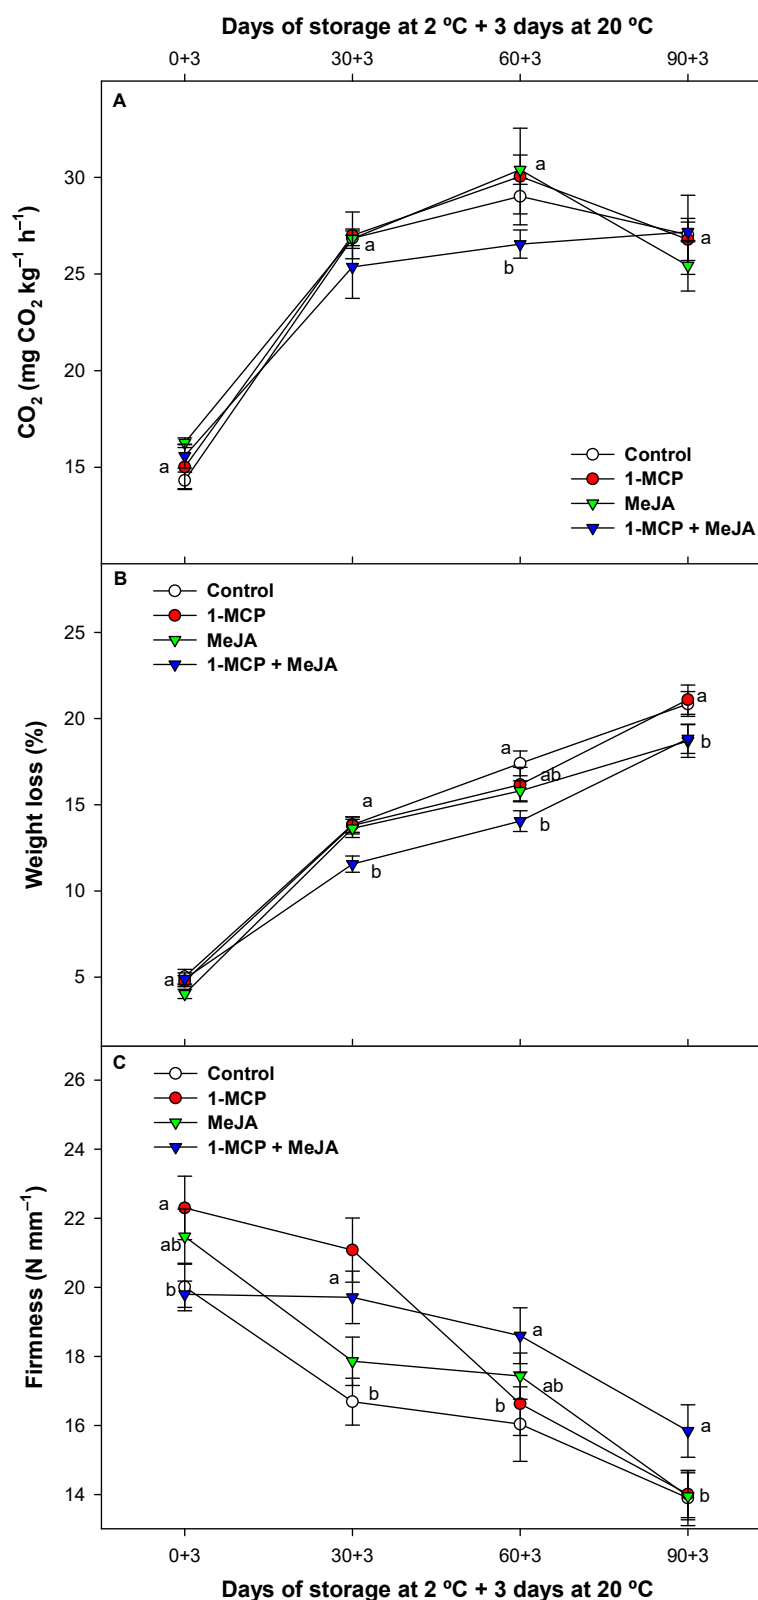 Days of storage at 2 ºC + 3 days at 20 ºC
0+3 30+3 60+3 90+3
A
30
25
20
15
CO₂ (mg CO₂ kg⁻¹ h⁻¹)
a
a
a
b
a
Control
1-MCP
MeJA
1-MCP + MeJA
B
Control
1-MCP
MeJA
1-MCP + MeJA
25
20
15
10
5
Weight loss (%)
a
a
b
a
ab
b
a
b
C
Control
1-MCP
MeJA
1-MCP + MeJA
26
24
22
20
18
16
14
Firmness (N mm⁻¹)
a
ab
b
a
b
a
ab
b
a
b
0+3 30+3 60+3 90+3
Days of storage at 2 ºC + 3 days at 20 ºC